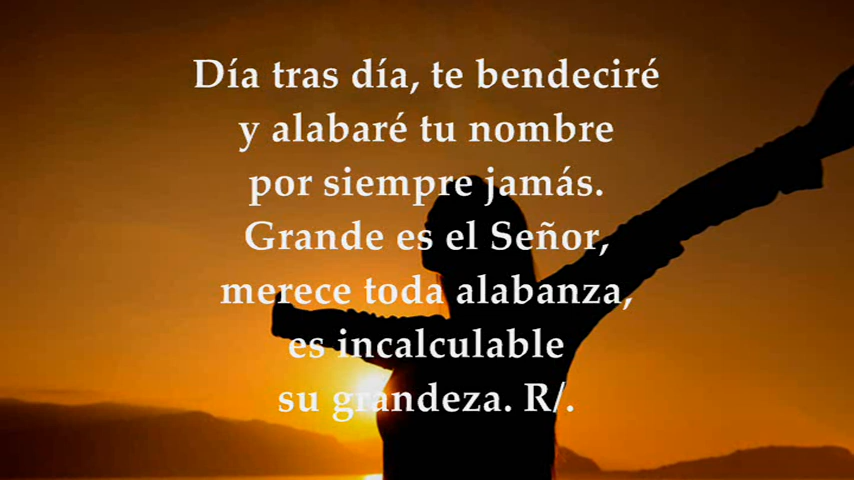 Día tras día, te bendeciré
y alabaré tu nombre
por siempre jamás.
Grande es el Señor,
merece toda alabanza,
es incalculable
su grandeza. R/.